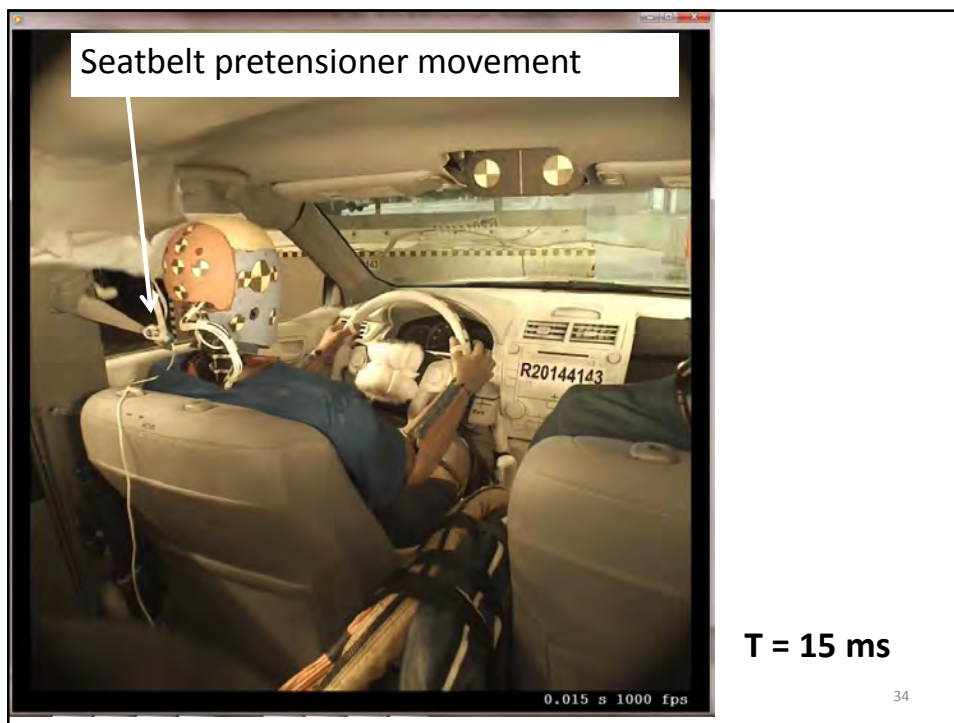 Seatbelt pretensioner movement
R20144143
T = 15 ms
0.015 s 1000 fps
34